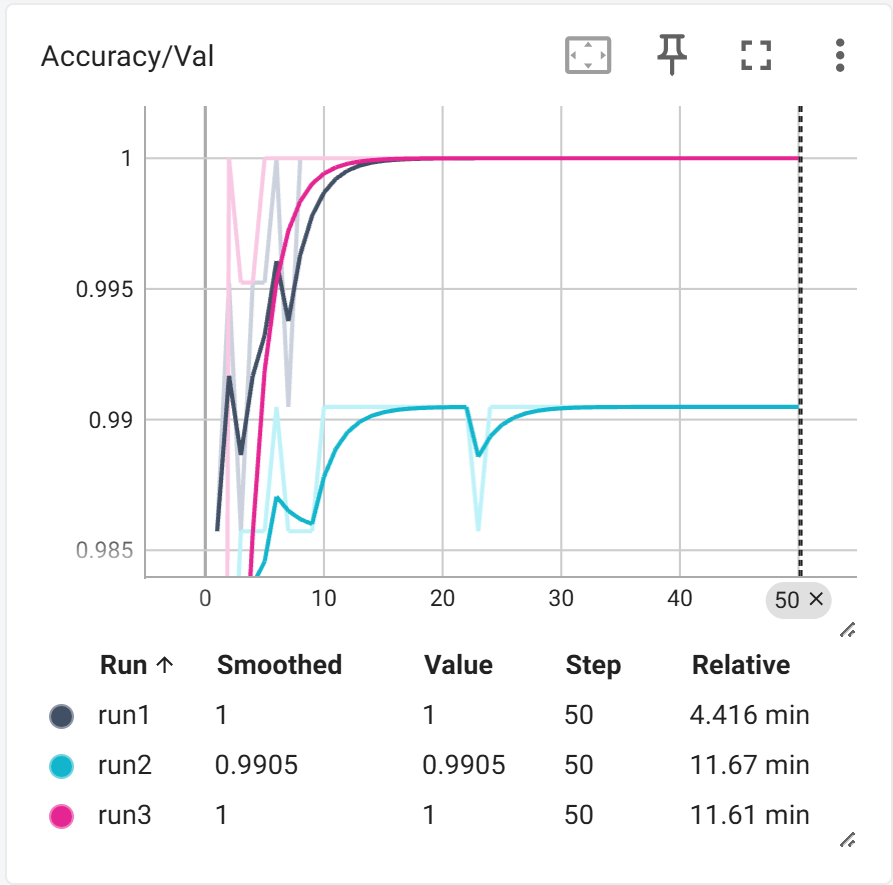 Accuracy/Val
1
0.995
0.99
0.985
0 10 20 30 40 50 ×
Run ↑ Smoothed Value Step Relative
run1 1 1 50 4.416 min
run2 0.9905 0.9905 50 11.67 min
run3 1 1 50 11.61 min